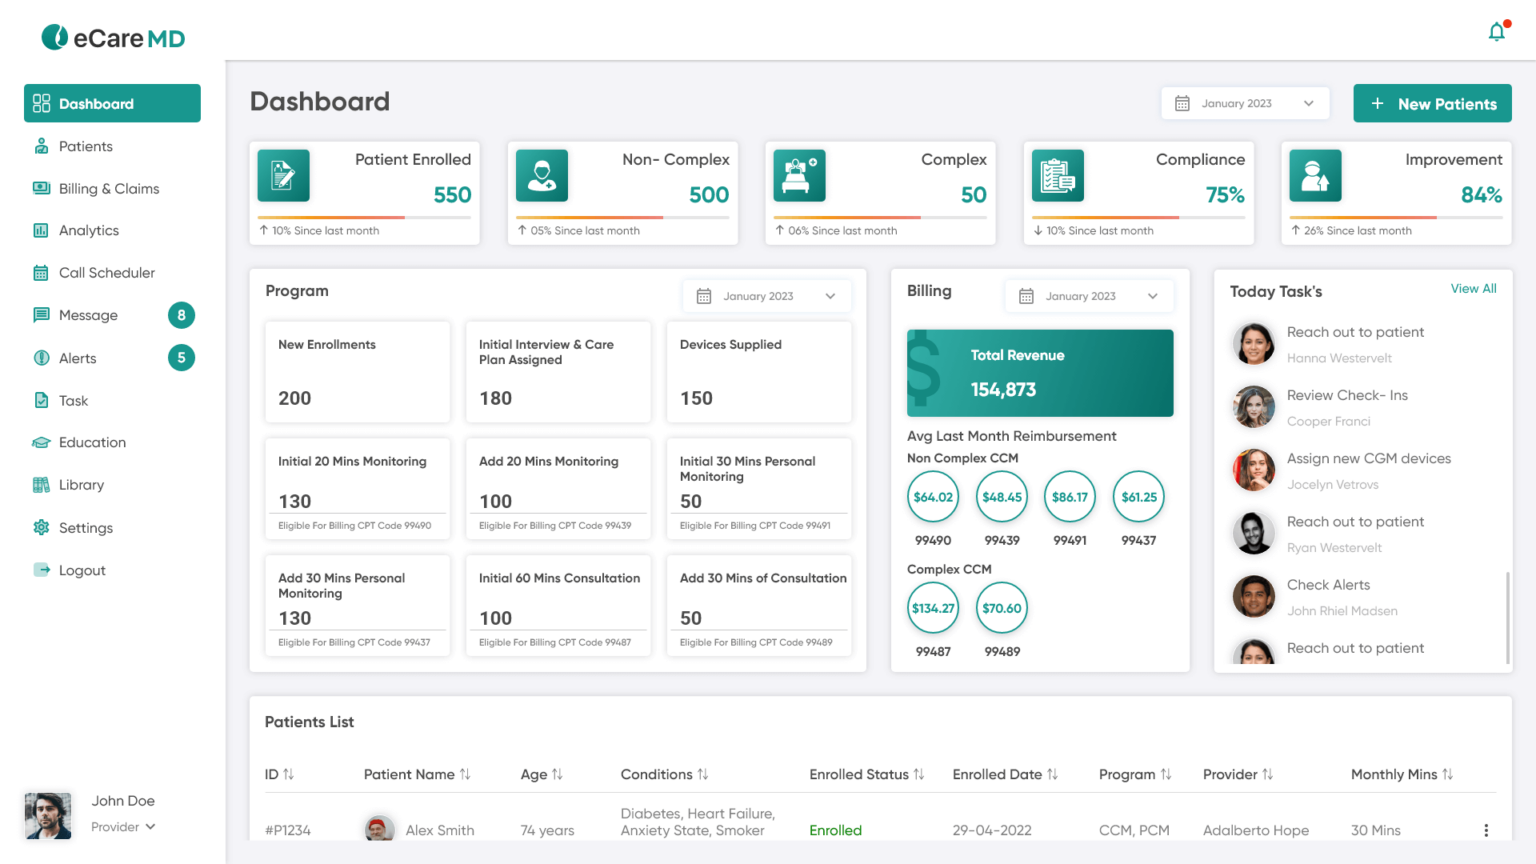 eCareMD
Dashboard
Patients
Billing & Claims
Analytics
Call Scheduler
Message 8
Alerts 5
Task
Education
Library
Settings
Logout
John Doe
Provider
Dashboard
January 2023
+ New Patients
Patient Enrolled
550
↑ 10% Since last month
Non- Complex
500
↑ 05% Since last month
Complex
50
↑ 06% Since last month
Compliance
75%
↓ 10% Since last month
Improvement
84%
↑ 26% Since last month
Program
January 2023
New Enrollments
200
Initial Interview & Care
Plan Assigned
180
Devices Supplied
150
Initial 20 Mins Monitoring
130
Eligible For Billing CPT Code 99490
Add 20 Mins Monitoring
100
Eligible For Billing CPT Code 99439
Initial 30 Mins Personal
Monitoring
50
Eligible For Billing CPT Code 99491
Add 30 Mins Personal
Monitoring
130
Eligible For Billing CPT Code 99437
Initial 60 Mins Consultation
100
Eligible For Billing CPT Code 99487
Add 30 Mins of Consultation
50
Eligible For Billing CPT Code 99489
Billing
January 2023
$
Total Revenue
154,873
Avg Last Month Reimbursement
Non Complex CCM
$64.02 $48.45 $86.17 $61.25
99490 99439 99491 99437
Complex CCM
$134.27 $70.60
99487 99489
Today Task's
View All
Reach out to patient
Hanna Westervelt
Review Check- Ins
Cooper Franci
Assign new CGM devices
Jocelyn Vetrovs
Reach out to patient
Ryan Westervelt
Check Alerts
John Rhiel Madsen
Reach out to patient
Patients List
ID Patient Name Age Conditions Enrolled Status Enrolled Date Program Provider Monthly Mins
#P1234 Alex Smith 74 years Diabetes, Heart Failure,
Anxiety State, Smoker Enrolled 29-04-2022 CCM, PCM Adalberto Hope 30 Mins